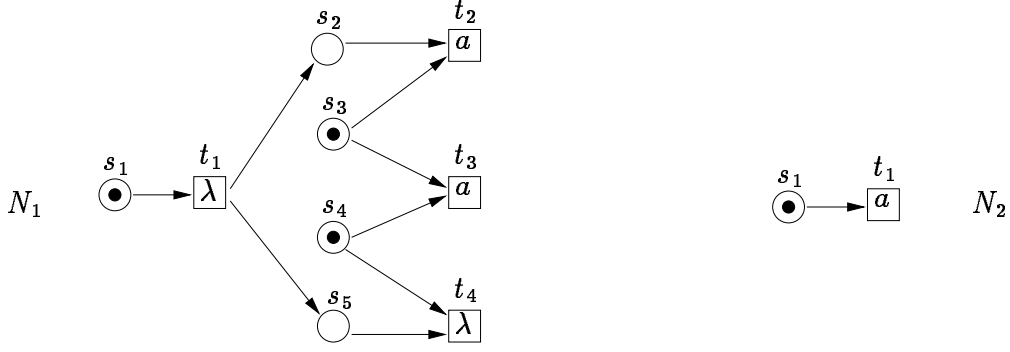 s₂ t₂
a
s₃
s₁ t₁ t₃ s₁ t₁
N₁ λ a a N₂
s₄
s₅ t₄
λ